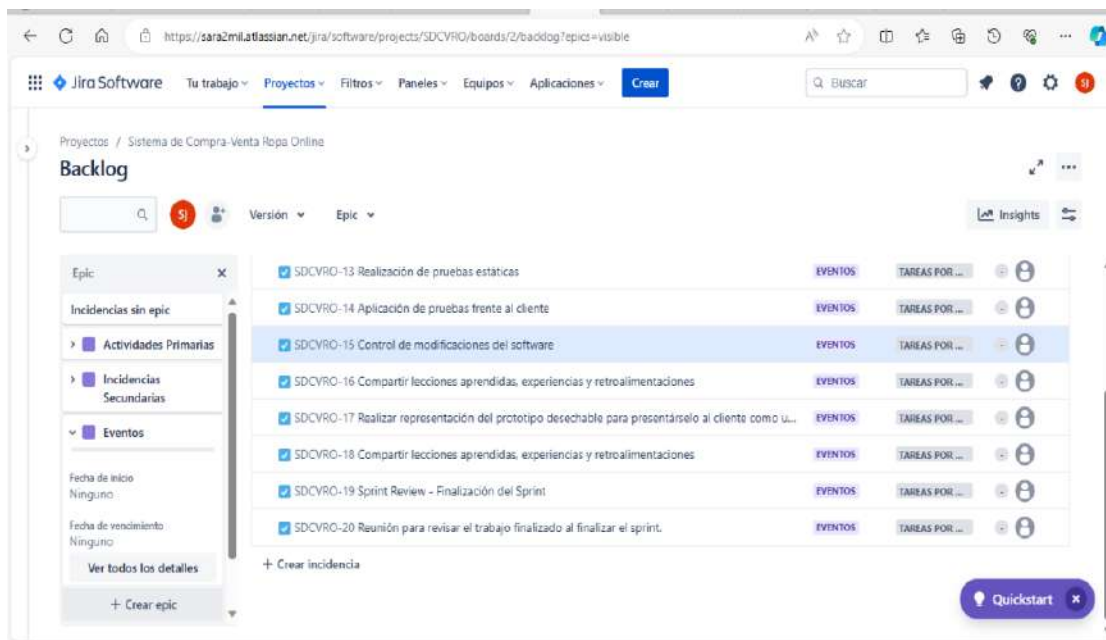 https://sara2mil.atlassian.net/jira/software/projects/SDCVRO/boards/2/backlog?epics=visible
Jira Software Tu trabajo Proyectos Filtros Paneles Equipos Aplicaciones Crear Buscar SJ
Proyectos / Sistema de Compra-Venta Ropa Online
Backlog
SJ Versión Epic Insights
Epic
Incidencias sin epic
Actividades Primarias
Incidencias Secundarias
Eventos
Fecha de inicio
Ninguno
Fecha de vencimiento
Ninguno
Ver todos los detalles
+ Crear epic
SDCVRO-13 Realización de pruebas estáticas EVENTOS TAREAS POR ...
SDCVRO-14 Aplicación de pruebas frente al cliente EVENTOS TAREAS POR ...
SDCVRO-15 Control de modificaciones del software EVENTOS TAREAS POR ...
SDCVRO-16 Compartir lecciones aprendidas, experiencias y retroalimentaciones EVENTOS TAREAS POR ...
SDCVRO-17 Realizar representación del prototipo desechable para presentárselo al cliente como u... EVENTOS TAREAS POR ...
SDCVRO-18 Compartir lecciones aprendidas, experiencias y retroalimentaciones EVENTOS TAREAS POR ...
SDCVRO-19 Sprint Review - Finalización del Sprint EVENTOS TAREAS POR ...
SDCVRO-20 Reunión para revisar el trabajo finalizado al finalizar el sprint. EVENTOS TAREAS POR ...
+ Crear incidencia
Quickstart